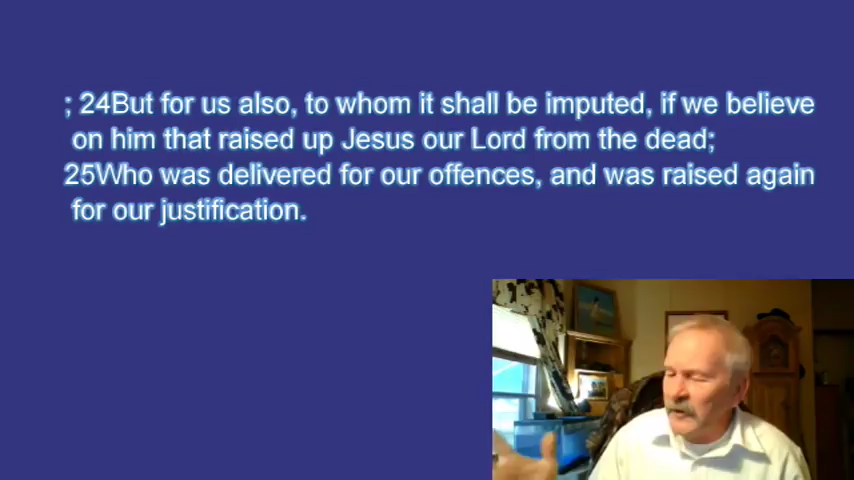 ; 24But for us also, to whom it shall be imputed, if we believe
on him that raised up Jesus our Lord from the dead;
25Who was delivered for our offences, and was raised again
for our justification.